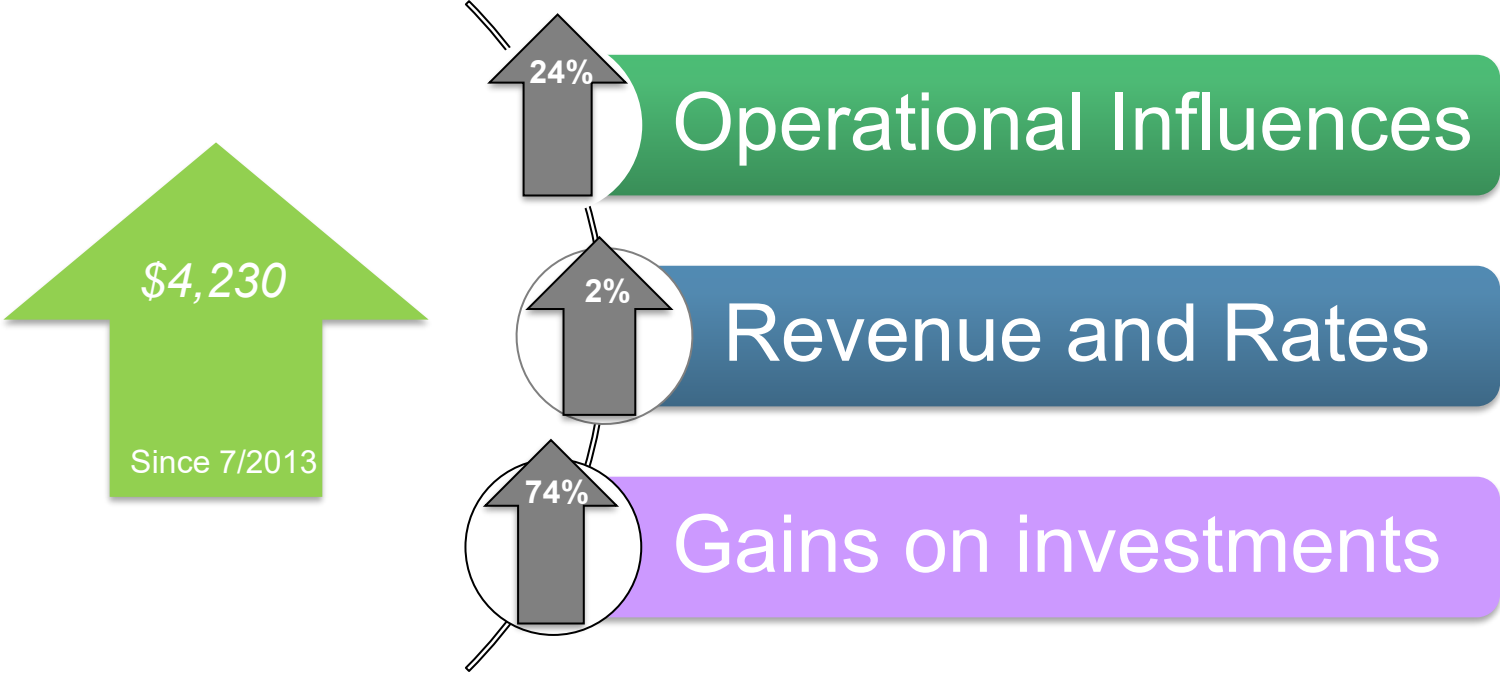 $4,230
Since 7/2013
24%
Operational Influences
2%
Revenue and Rates
74%
Gains on investments